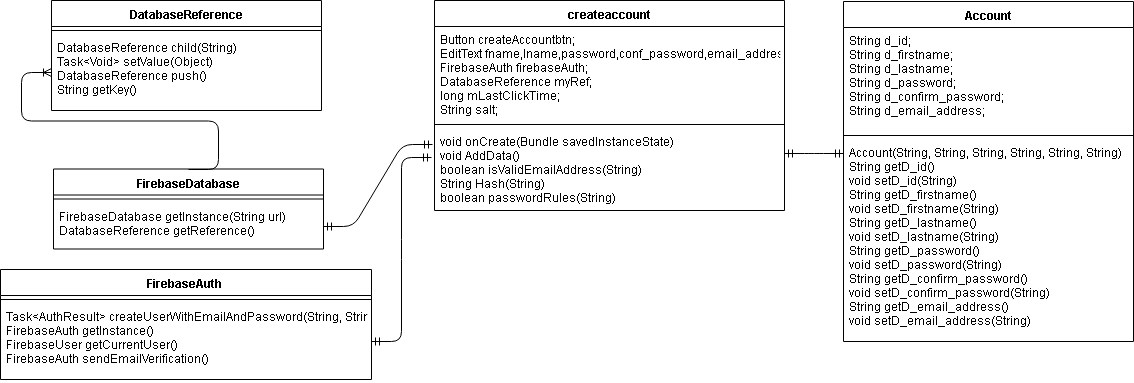 DatabaseReference
DatabaseReference child(String)
Task<Void> setValue(Object)
DatabaseReference push()
String getKey()
FirebaseDatabase
FirebaseDatabase getInstance(String url)
DatabaseReference getReference()
FirebaseAuth
Task<AuthResult> createUserWithEmailAndPassword(String, Strir
FirebaseAuth getInstance()
FirebaseUser getCurrentUser()
FirebaseAuth sendEmailVerification()
createaccount
Button createAccountbtn;
EditText fname,lname,password,conf_password,email_addre
FirebaseAuth firebaseAuth;
DatabaseReference myRef;
long mLastClickTime;
String salt;
void onCreate(Bundle savedInstanceState)
void AddData()
boolean isValidEmailAddress(String)
String Hash(String)
boolean passwordRules(String)
Account
String d_id;
String d_firstname;
String d_lastname;
String d_password;
String d_confirm_password;
String d_email_address;
Account(String, String, String, String, String, String)
String getD_id()
void setD_id(String)
String getD_firstname()
void setD_firstname(String)
String getD_lastname()
void setD_lastname(String)
String getD_password()
void setD_password(String)
String getD_confirm_password()
void setD_confirm_password(String)
String getD_email_address()
void setD_email_address(String)